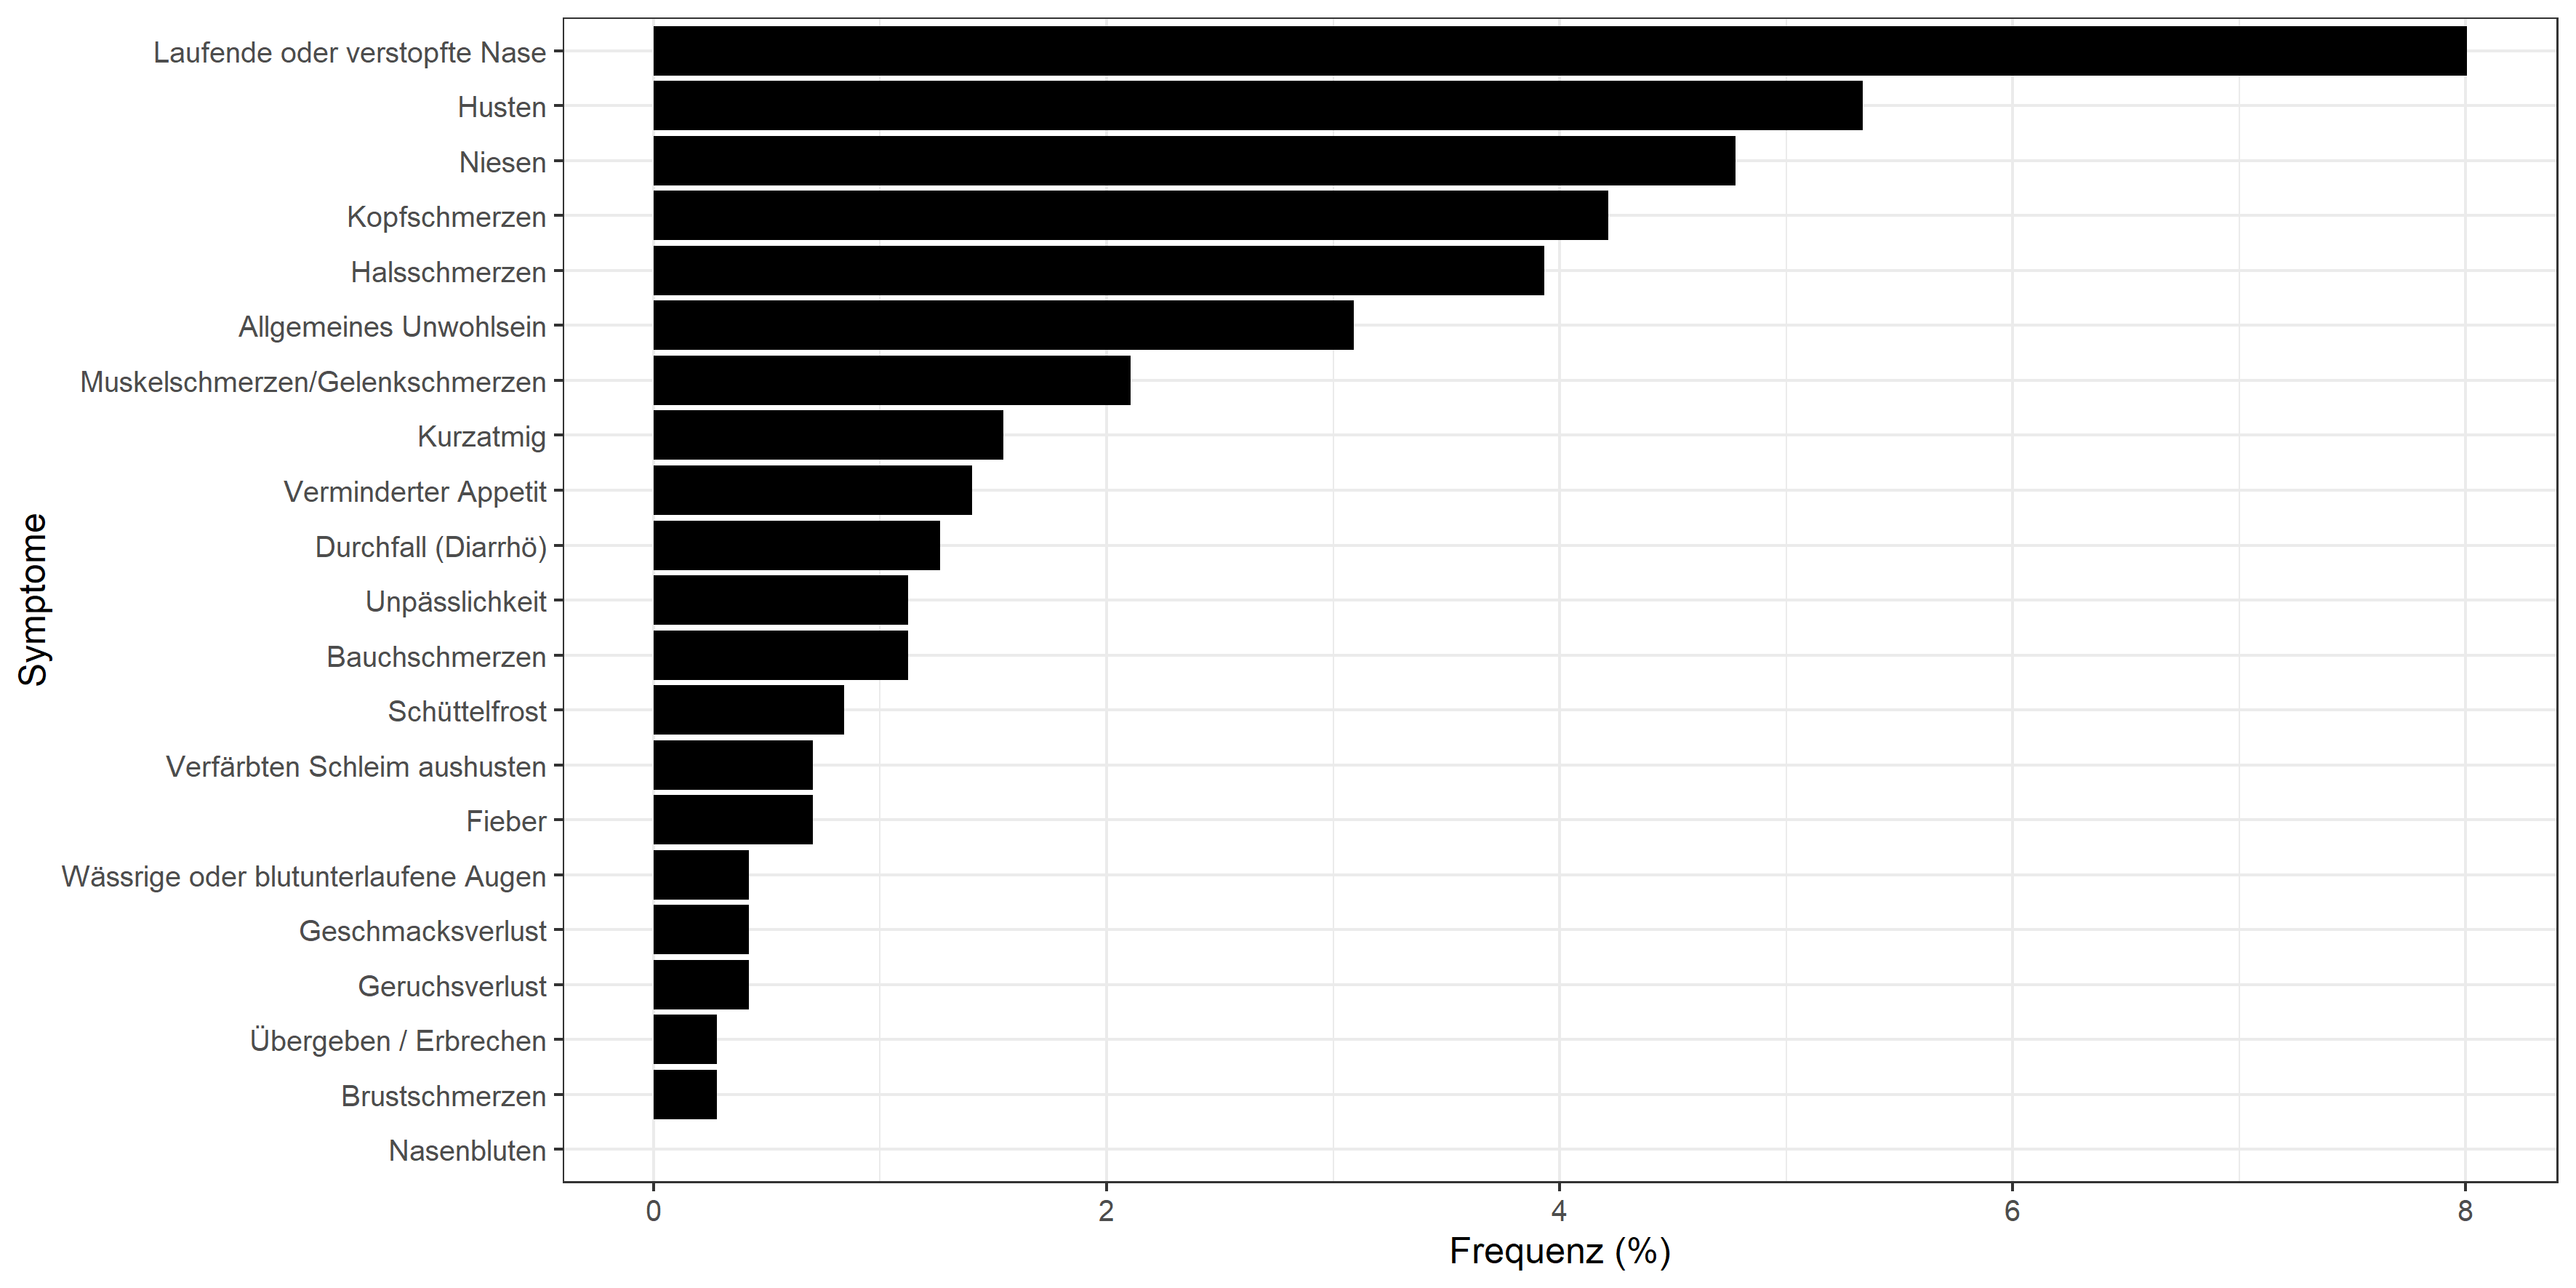 Laufende oder verstopfte Nase
Husten
Niesen
Kopfschmerzen
Halsschmerzen
Allgemeines Unwohlsein
Muskelschmerzen/Gelenkschmerzen
Kurzatmig
Verminderter Appetit
Durchfall (Diarrhö)
Unpässlichkeit
Bauchschmerzen
Schüttelfrost
Verfärbten Schleim aushusten
Fieber
Wässrige oder blutunterlaufene Augen
Geschmacksverlust
Geruchsverlust
Übergeben / Erbrechen
Brustschmerzen
Nasenbluten
Symptome
0 2 4 6 8
Frequenz (%)